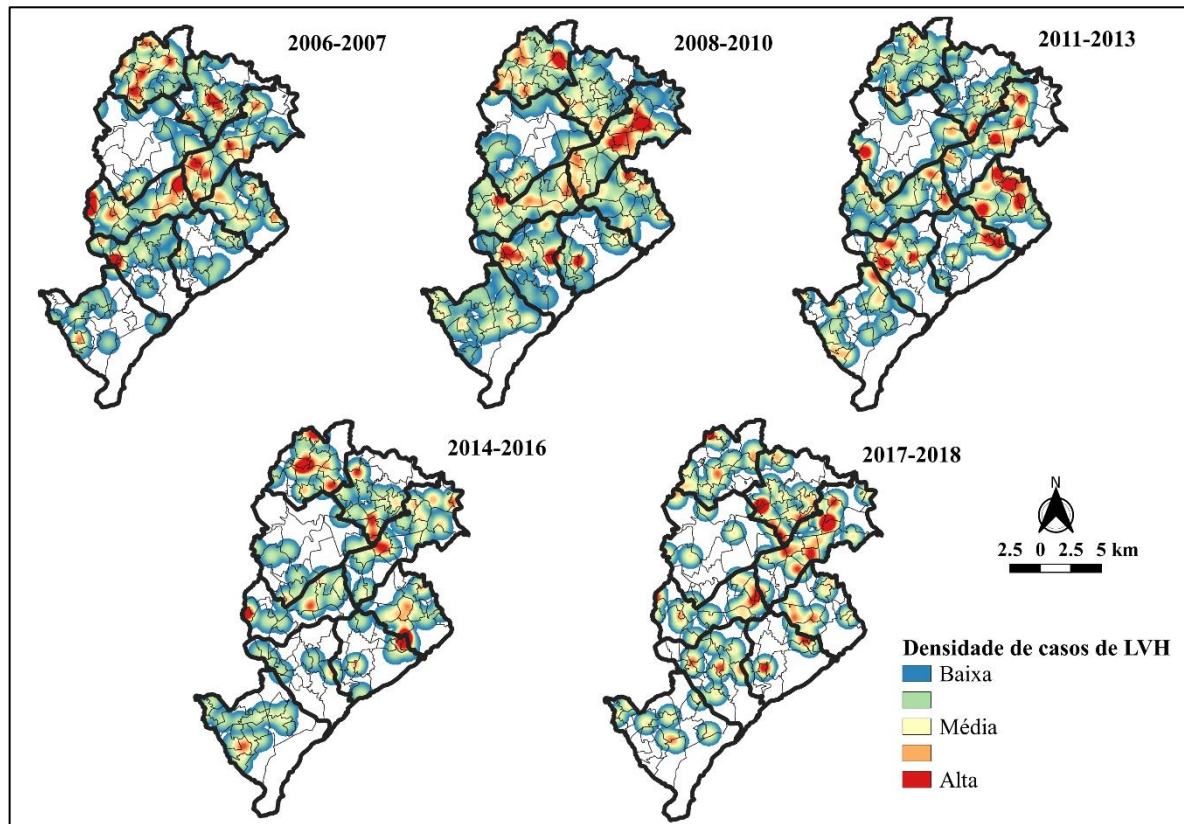 2006-2007
2008-2010
2011-2013
2014-2016
2017-2018
N
2.5 0 2.5 5 km
Densidade de casos de LVH
Baixa
Média
Alta